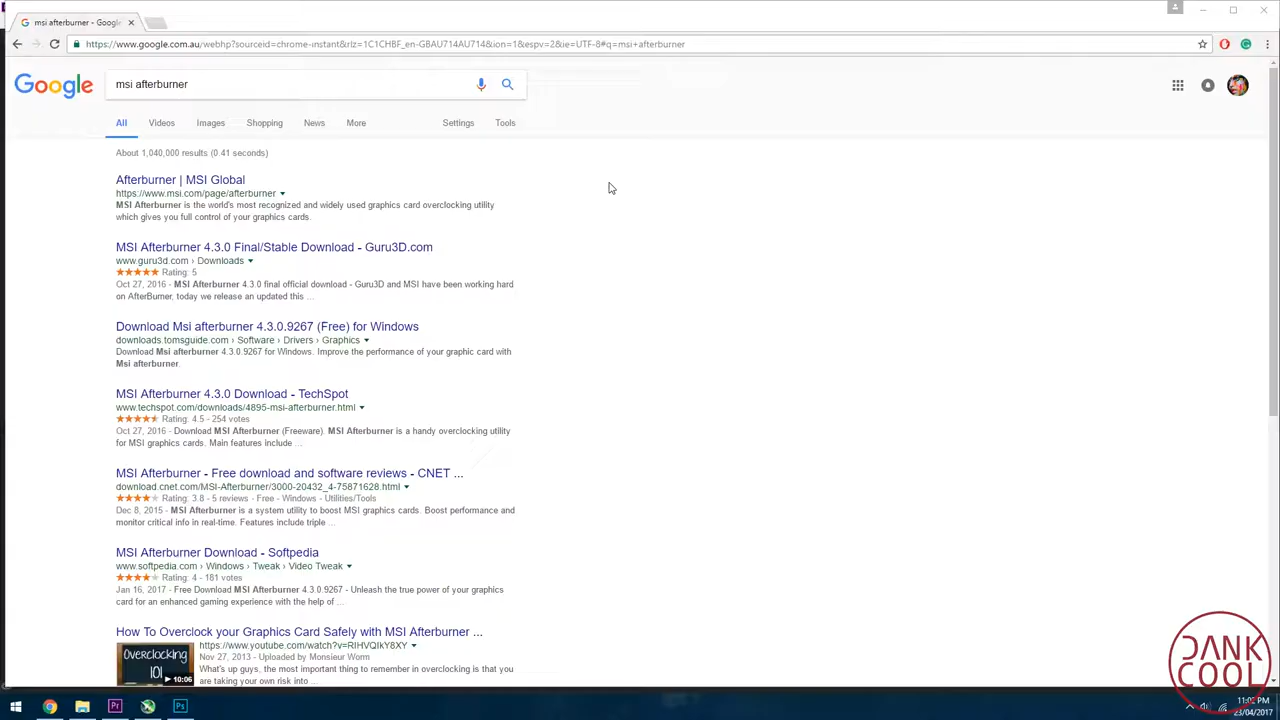 msi afterburner - Google
https://www.google.com.au/webhp?sourceid=chrome-instant&rlz=1C1CHBF_en-GBAU714AU714&ion=1&espv=2&ie=UTF-8#q=msi+afterburner
Google
msi afterburner
All Videos Images Shopping News More Settings Tools
About 1,040,000 results (0.41 seconds)
Afterburner | MSI Global
https://www.msi.com/page/afterburner
MSI Afterburner is the world's most recognized and widely used graphics card overclocking utility
which gives you full control of your graphics cards.
MSI Afterburner 4.3.0 Final/Stable Download - Guru3D.com
www.guru3d.com › Downloads
Rating: 5
Oct 27, 2016 - MSI Afterburner 4.3.0 final official download - Guru3D and MSI have been working hard
on AfterBurner, today we release an updated this ...
Download Msi afterburner 4.3.0.9267 (Free) for Windows
downloads.tomsguide.com › Software › Drivers › Graphics
Download Msi afterburner 4.3.0.9267 for Windows. Improve the performance of your graphic card with
Msi afterburner.
MSI Afterburner 4.3.0 Download - TechSpot
www.techspot.com/downloads/4895-msi-afterburner.html
Rating: 4.5 - 254 votes
Oct 27, 2016 - Download MSI Afterburner (Freeware). MSI Afterburner is a handy overclocking utility
for MSI graphics cards. Main features include ...
MSI Afterburner - Free download and software reviews - CNET ...
download.cnet.com/MSI-Afterburner/3000-20432_4-75871628.html
Rating: 3.8 - 5 reviews - Free - Windows - Utilities/Tools
Dec 8, 2015 - MSI Afterburner is a system utility to boost MSI graphics cards. Boost performance and
monitor critical info in real-time. Features include triple ...
MSI Afterburner Download - Softpedia
www.softpedia.com › Windows › Tweak › Video Tweak
Rating: 4 - 181 votes
Jan 16, 2017 - Free Download MSI Afterburner 4.3.0.9267 - Unleash the true power of your graphics
card for an enhanced gaming experience with the help of ...
How To Overclock your Graphics Card Safely with MSI Afterburner ...
https://www.youtube.com/watch?v=RIHVQIkY8XY
Nov 27, 2013 - Uploaded by Monsieur Worm
What's up guys, the most important thing to remember in overclocking is that you
are taking your own risk into ...
Overclocking
101
10:06
DANK
COOL
Pr
Ps
11:02 PM
23/04/2017